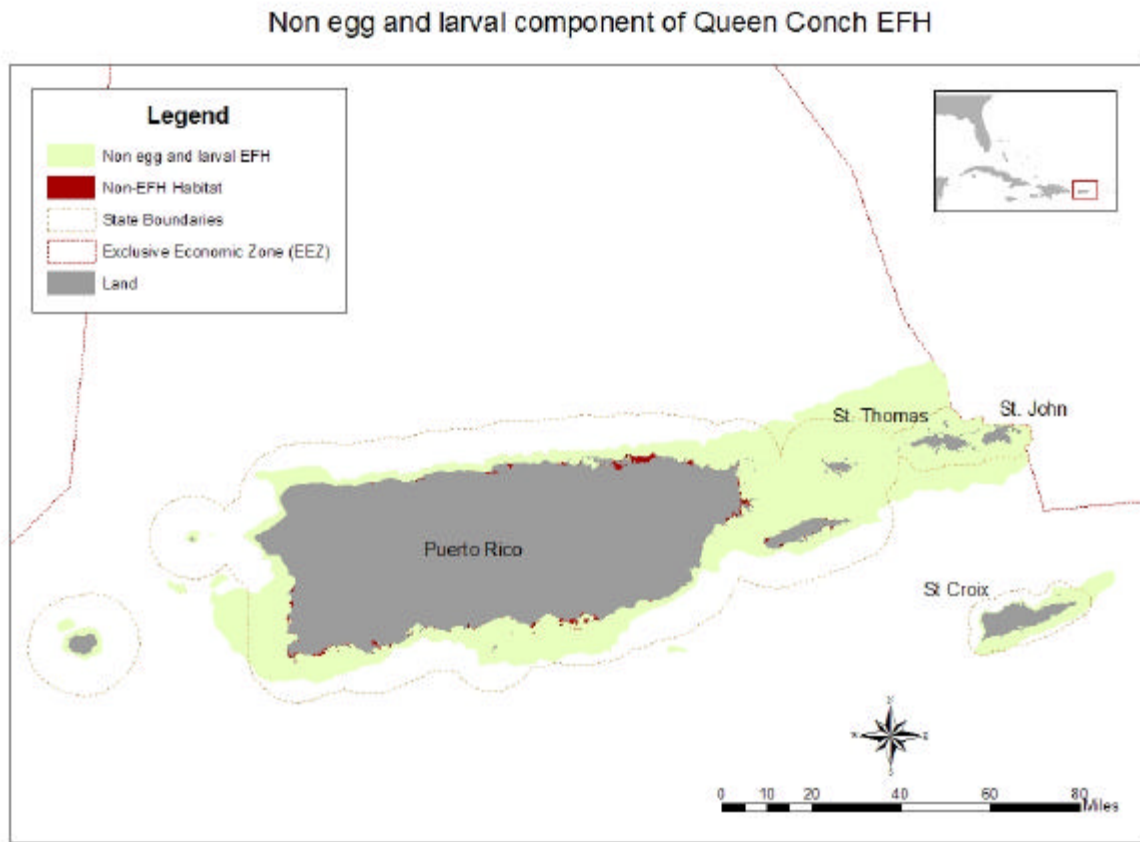 Non egg and larval component of Queen Conch EFH
Legend
Non egg and larval EFH
Non-EFH Habitat
State Boundaries
Exclusive Economic Zone (EEZ)
Land
St. Thomas
St. John
Puerto Rico
St Croix
N
W E
S
0 10 20 40 60 80
Miles